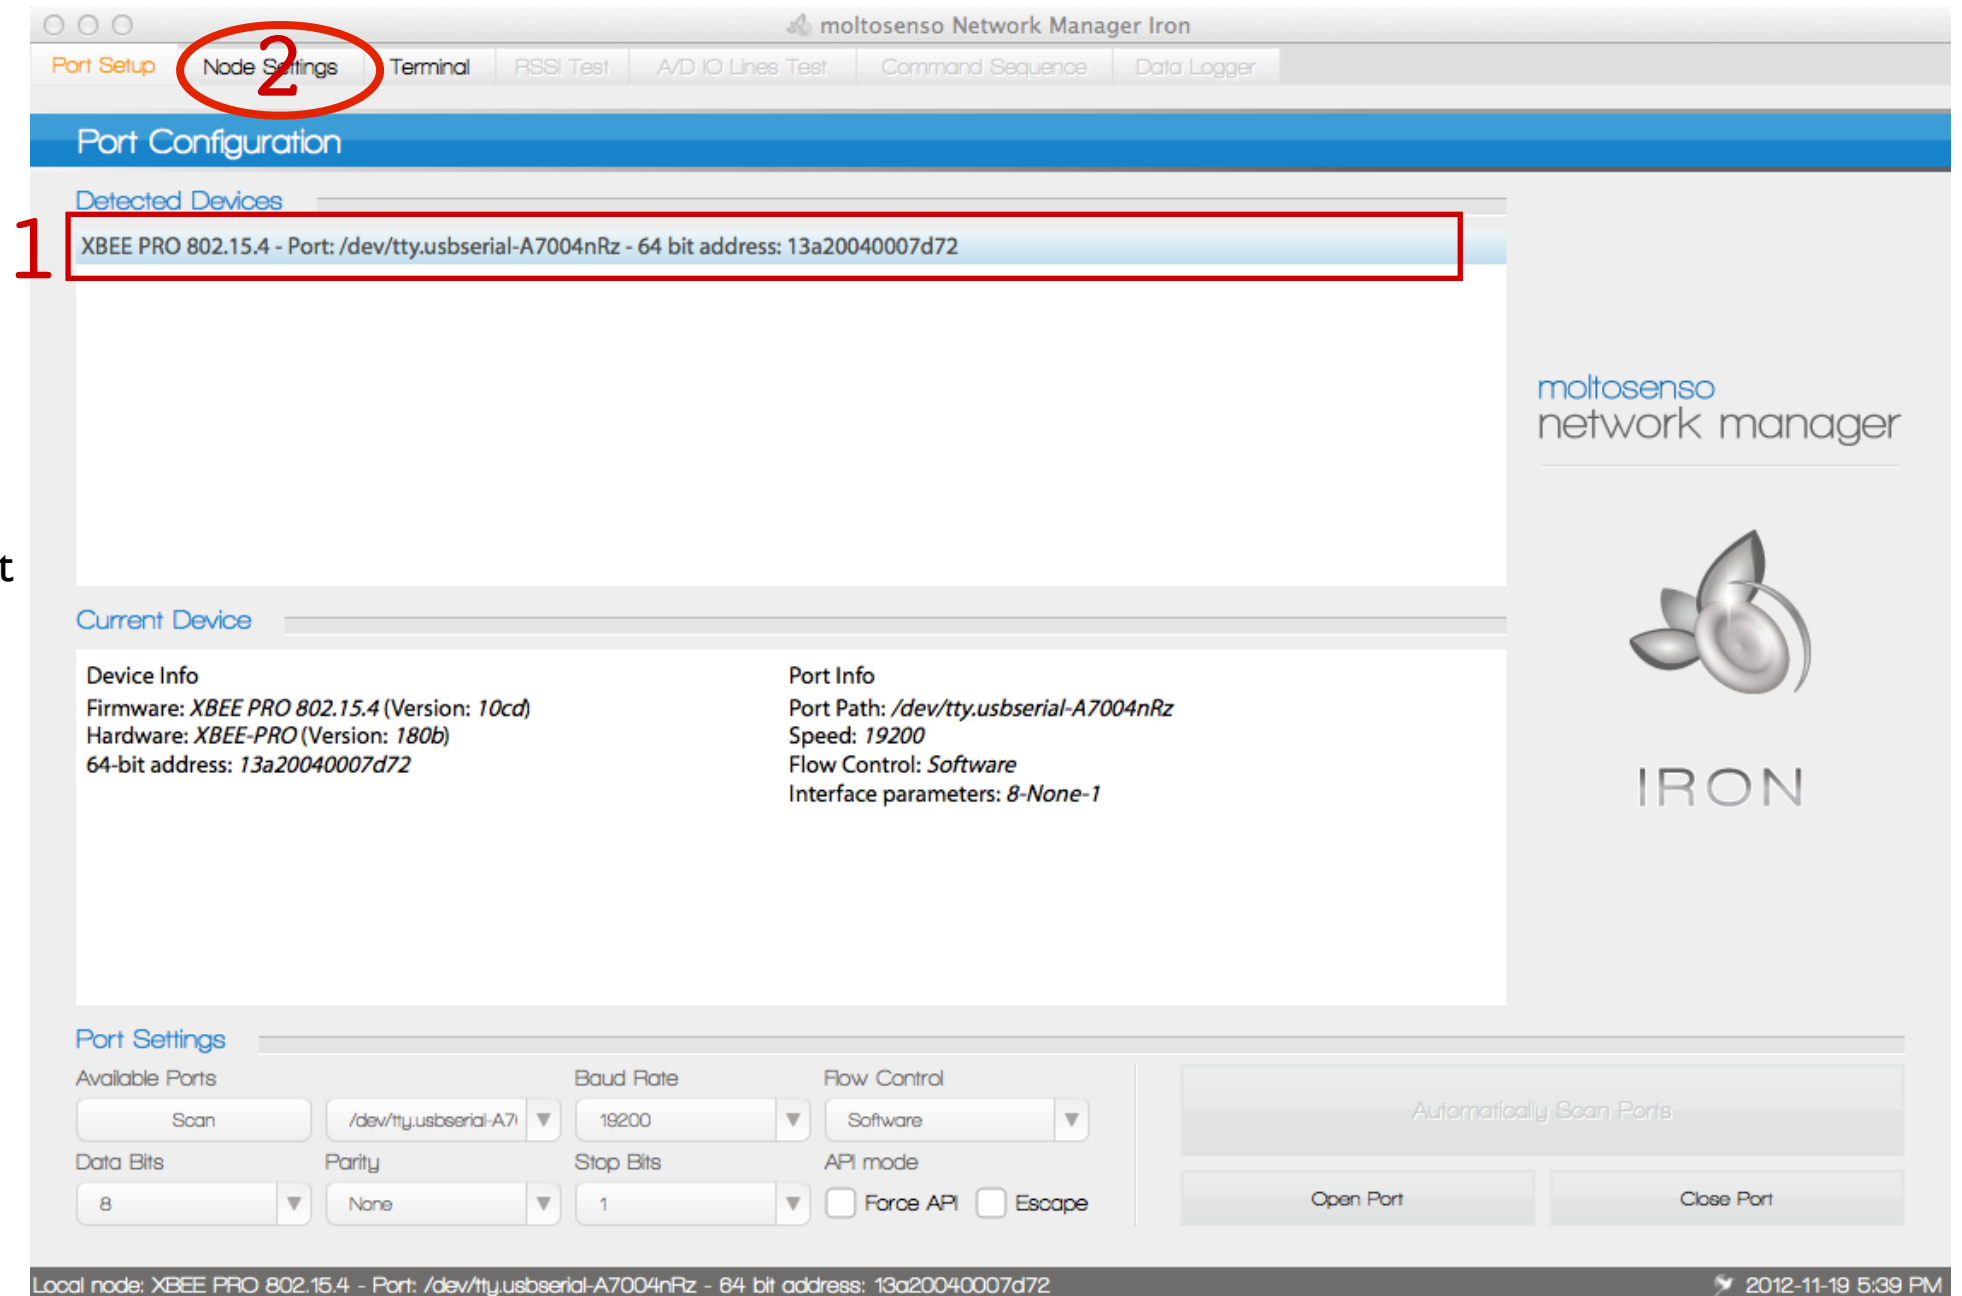 moltosenso Network Manager Iron
Port Setup Node Settings Terminal RSSI Test A/D IO Lines Test Command Sequence Data Logger
2
Port Configuration
Detected Devices
1
XBEE PRO 802.15.4 - Port: /dev/tty.usbserial-A7004nRz - 64 bit address: 13a20040007d72
moltosenso
network manager
t
Current Device
Device Info
Firmware: XBEE PRO 802.15.4 (Version: 10cd)
Hardware: XBEE-PRO (Version: 180b)
64-bit address: 13a20040007d72
Port Info
Port Path: /dev/tty.usbserial-A7004nRz
Speed: 19200
Flow Control: Software
Interface parameters: 8-None-1
IRON
Port Settings
Available Ports Baud Rate Flow Control
Scan /dev/tty.usbserial-A7 19200 Software
Automatically Scan Ports
Data Bits Parity Stop Bits API mode
8 None 1 Force API Escape
Open Port Close Port
Local node: XBEE PRO 802.15.4 - Port: /dev/tty.usbserial-A7004nRz - 64 bit address: 13a20040007d72 2012-11-19 5:39 PM